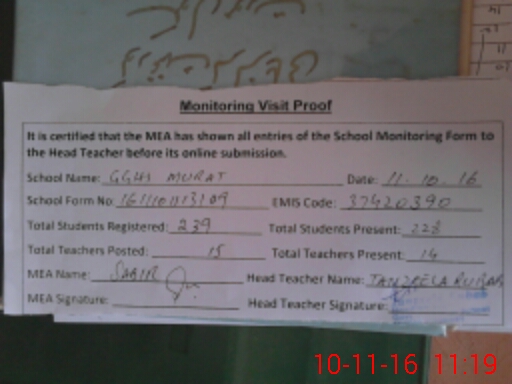 Monitoring Visit Proof
It is certified that the MEA has shown all entries of the School Monitoring Form to
the Head Teacher before its online submission.
School Name: GGHS MURAT Date: 11.10.16
School Form No: EMIS Code: 37420390
Total Students Registered: 239 Total Students Present: 228
Total Teachers Posted: 15 Total Teachers Present: 14
MEA Name: SABIR Head Teacher Name: TANZEELA
MEA Signature: Head Teacher Signature:
10-11-16 11:19